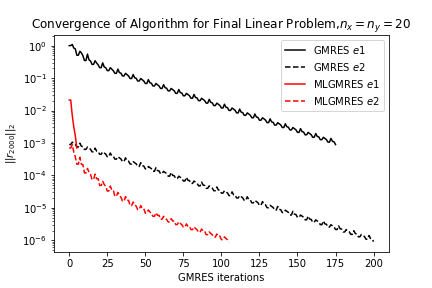 Convergence of Algorithm for Final Linear Problem,$n_x = n_y = 20$
||r_{2000}||_2
10^0
10^{-1}
10^{-2}
10^{-3}
10^{-4}
10^{-5}
10^{-6}
GMRES e1
GMRES e2
MLGMRES e1
MLGMRES e2
0 25 50 75 100 125 150 175 200
GMRES iterations